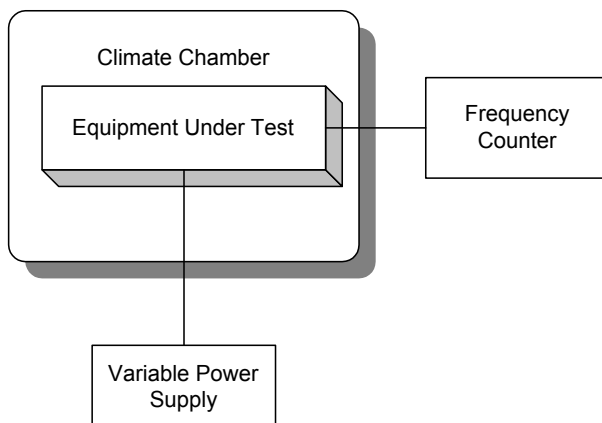 Climate Chamber
Equipment Under Test
Frequency
Counter
Variable Power
Supply